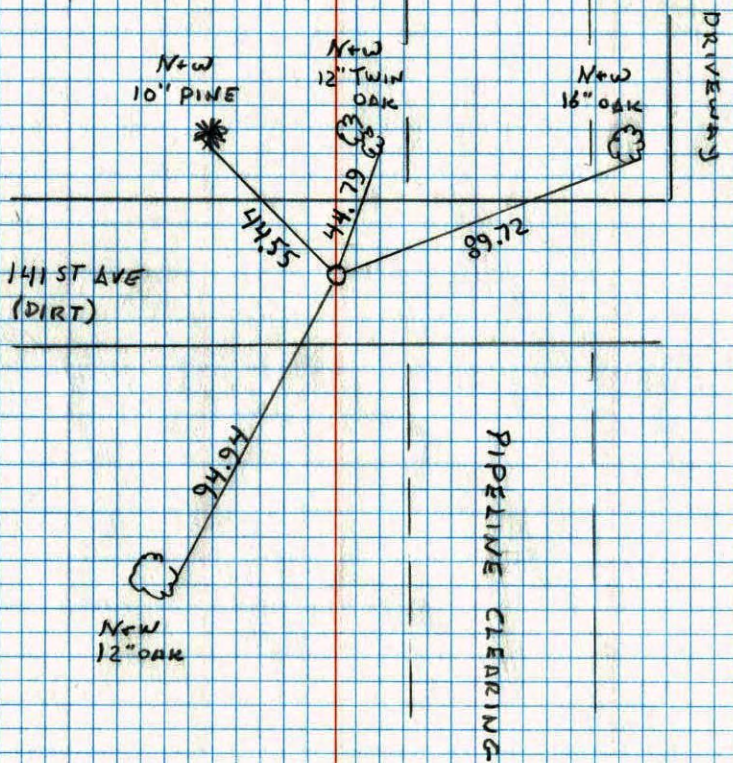 N+W
10" PINE
N+W
12" TWIN
OAK
N+W
16" OAK
DRIVEWAY
44.55
44.79
89.72
141 ST AVE
(DIRT)
94.94
PIPELINE CLEARING
N+W
12" OAK